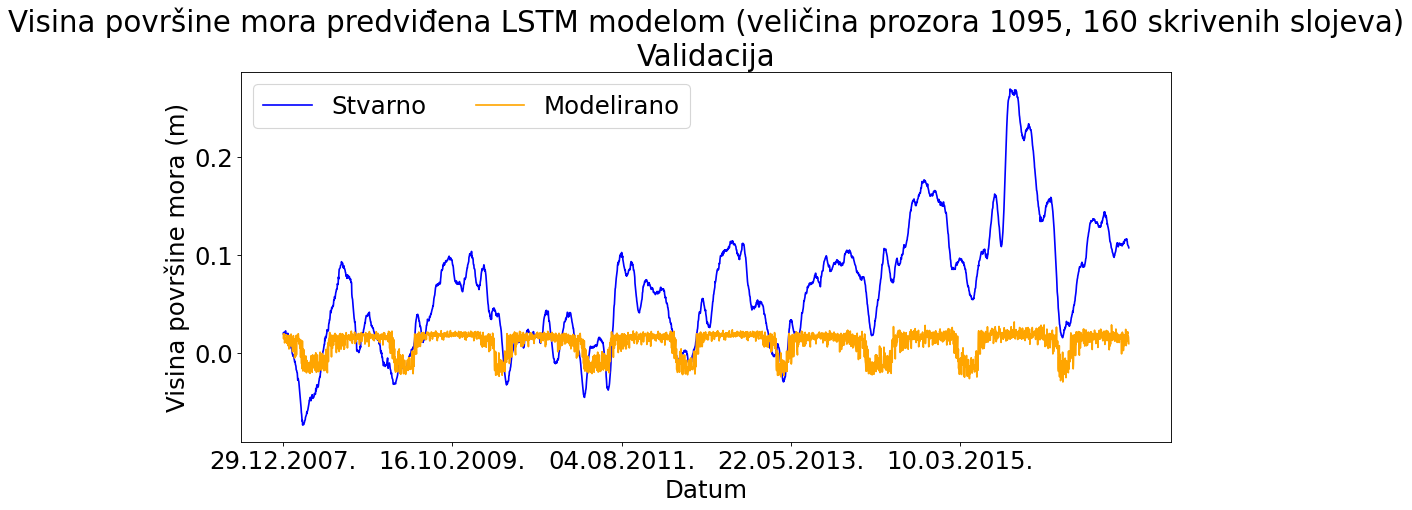 Visina površine mora predviđena LSTM modelom (veličina prozora 1095, 160 skrivenih slojeva)
Validacija
Stvarno Modelirano
Visina površine mora (m)
0.2
0.1
0.0
29.12.2007. 16.10.2009. 04.08.2011. 22.05.2013. 10.03.2015.
Datum